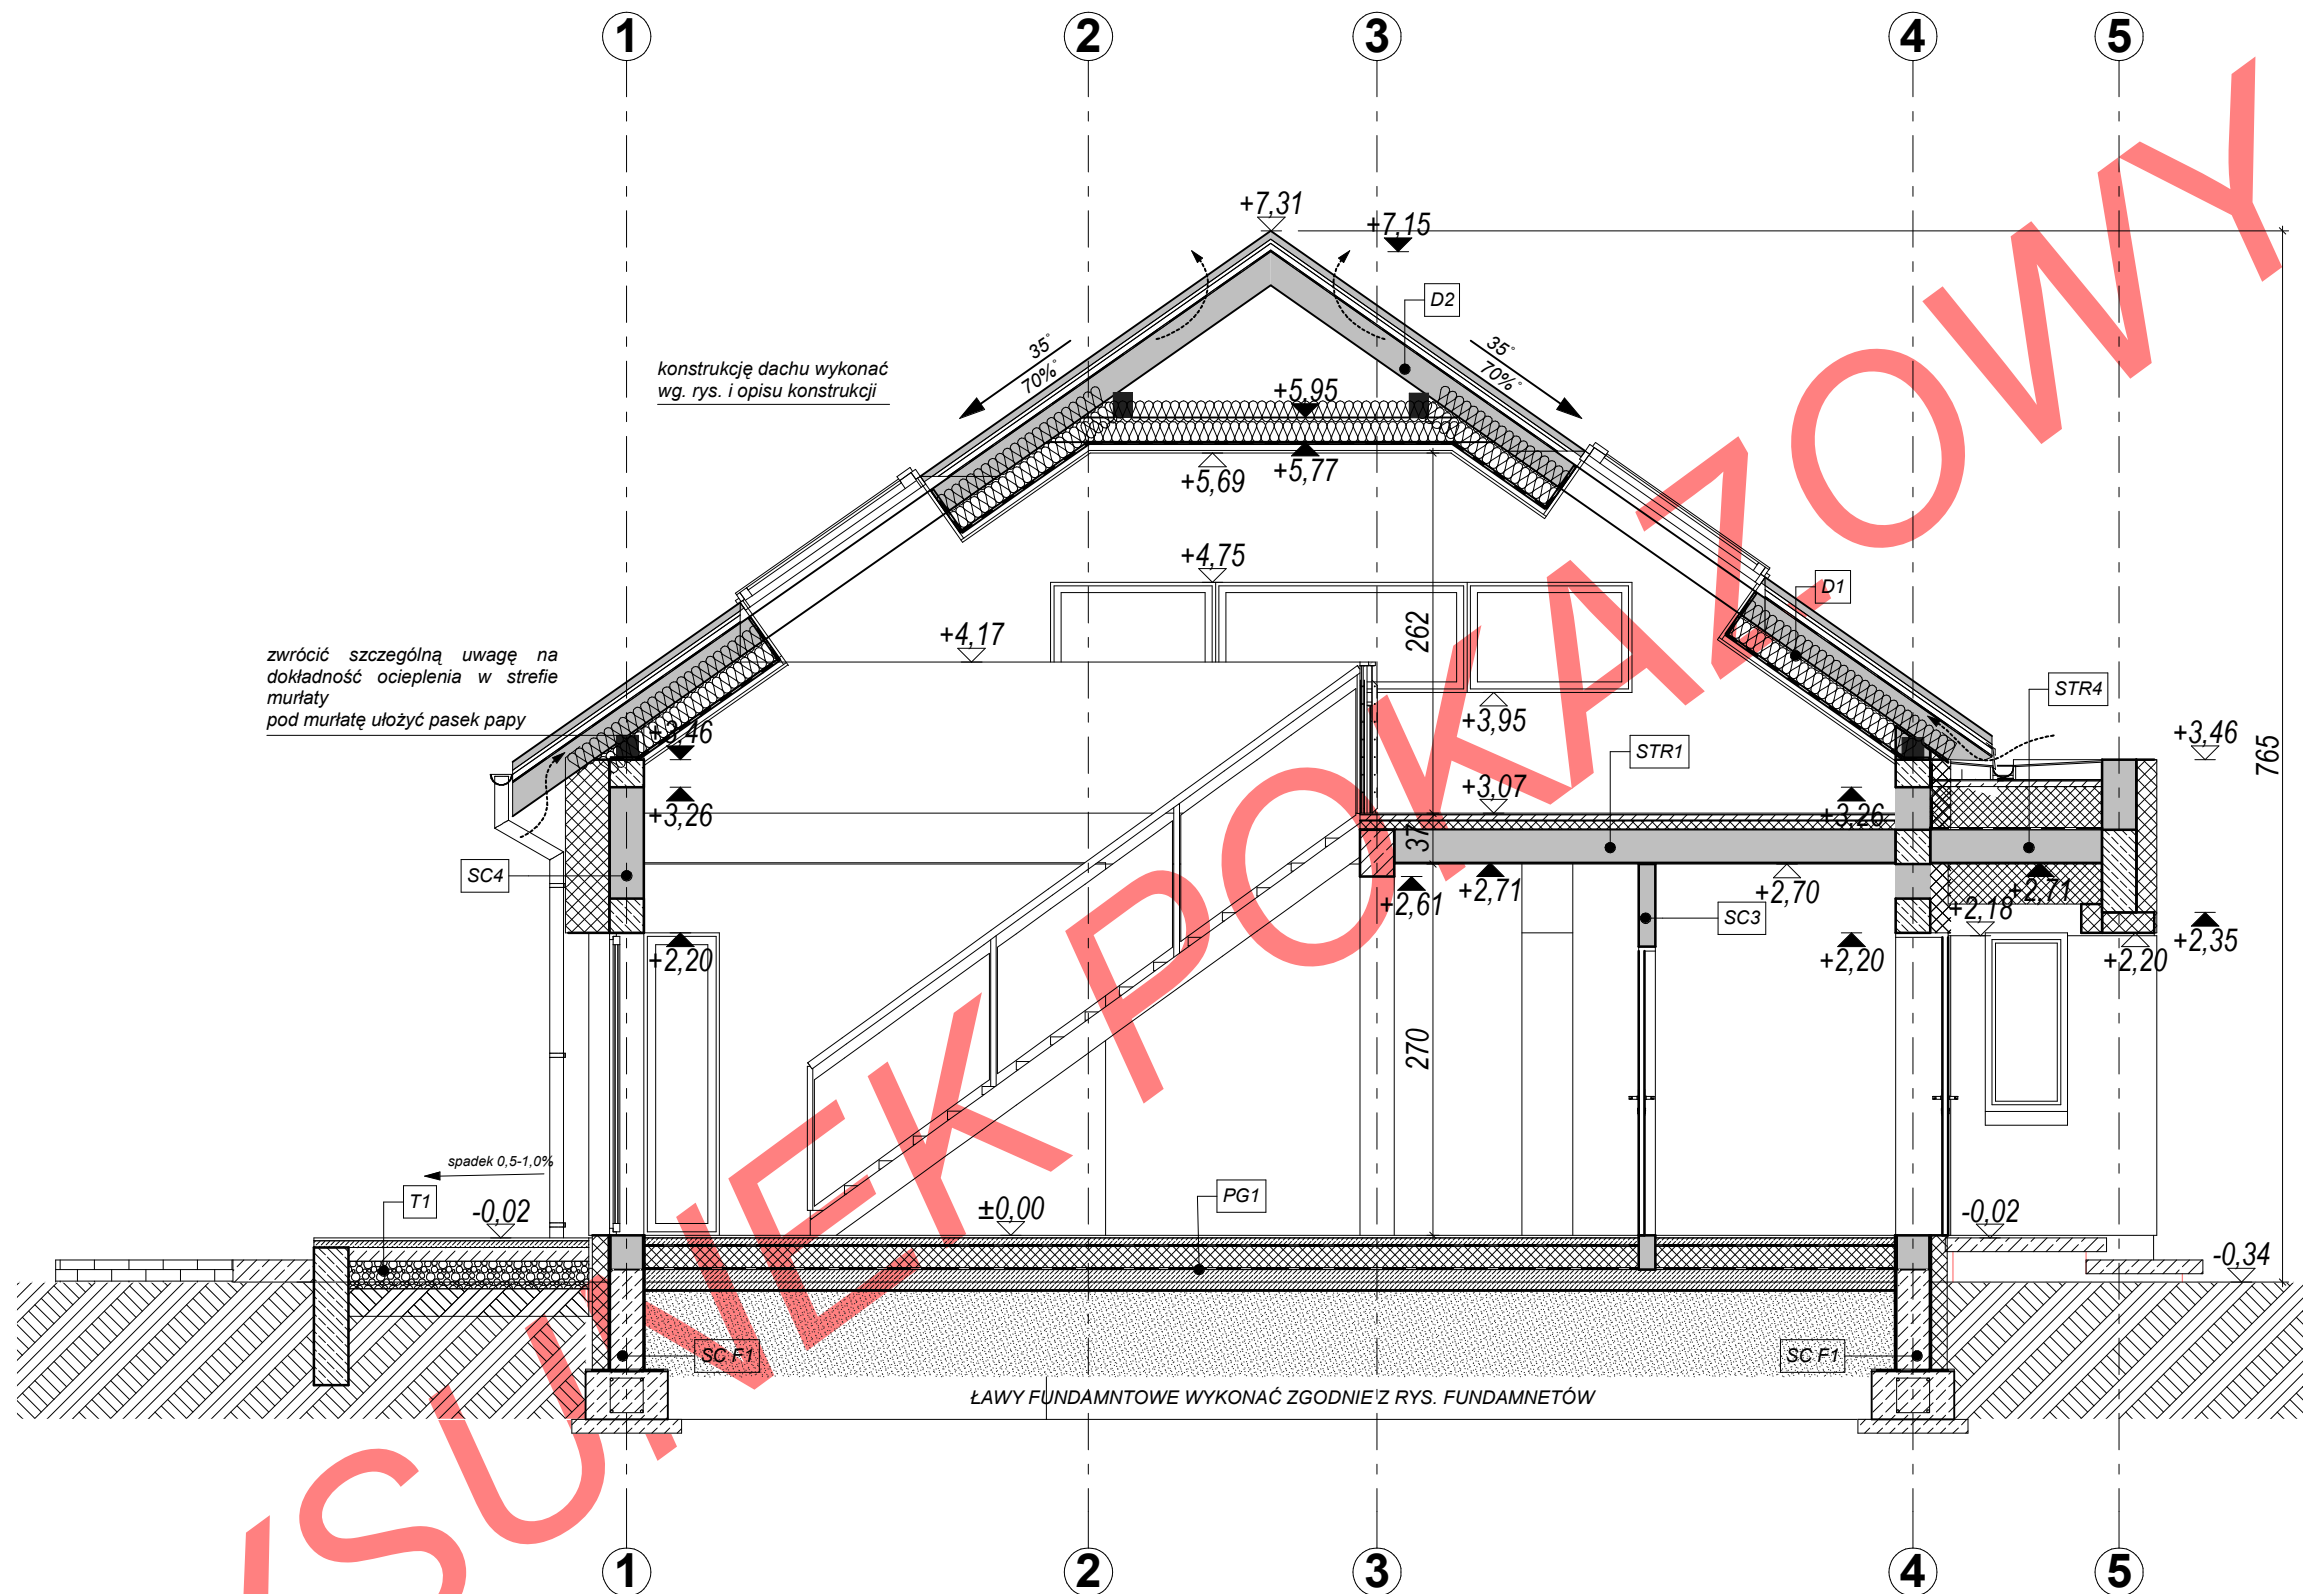 1 2 3 4 5
+7,31
+7,15
D2
35°
70%°
35°
70%°
konstrukcję dachu wykonać
wg. rys. i opisu konstrukcji
+5,95
+5,69
+5,77
+4,75
D1
262
+4,17
zwrócić szczególną uwagę na
dokładność ocieplenia w strefie
murłaty
pod murłatę ułożyć pasek papy
STR4
+3,95
+3,46
+3,46
STR1
765
+3,07
+3,26
+3,26
37
SC4
+2,61
+2,71
+2,70
+2,71
SC3
+2,18
+2,20
+2,20
+2,20
+2,35
270
spadek 0,5-1,0%
T1
-0,02
±0,00
PG1
-0,02
-0,34
SC F1
SC F1
ŁAWY FUNDAMNTOWE WYKONAĆ ZGODNIE Z RYS. FUNDAMNETÓW
1 2 3 4 5
YSUNEK POKAZOWY